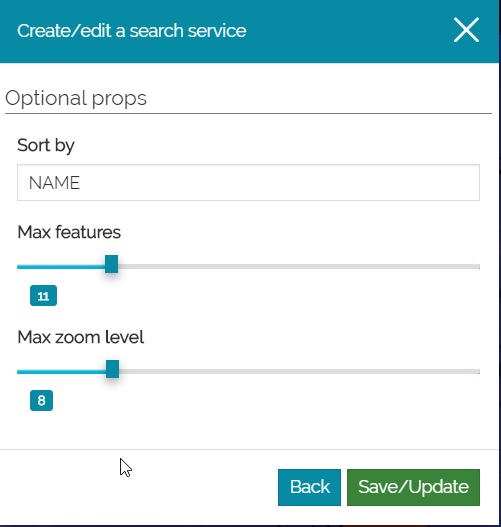 Create/edit a search service
Optional props
Sort by
NAME
Max features
11
Max zoom level
8
Back Save/Update